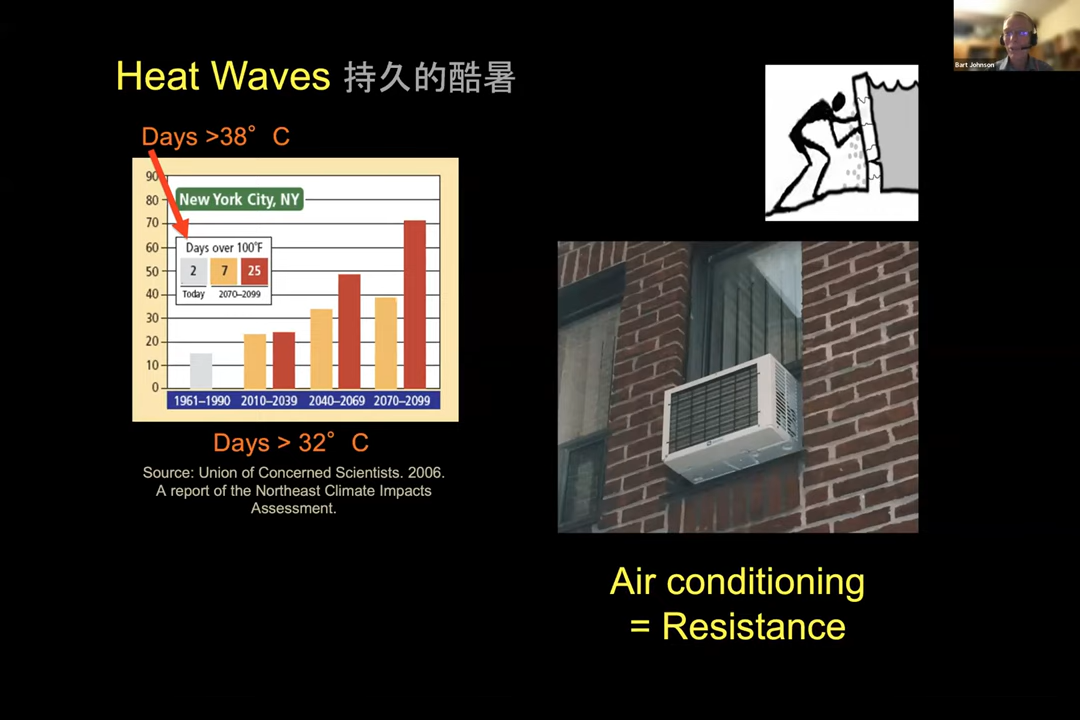 Heat Waves 持久的酷暑
Bart Johnson
Days >38° C
90
80
70
60
50
40
30
20
10
0
New York City, NY
Days over 100°F
2 7 25
Today 2070–2099
1961–1990 2010–2039 2040–2069 2070–2099
Days > 32° C
Source: Union of Concerned Scientists. 2006.
A report of the Northeast Climate Impacts
Assessment.
Air conditioning
= Resistance